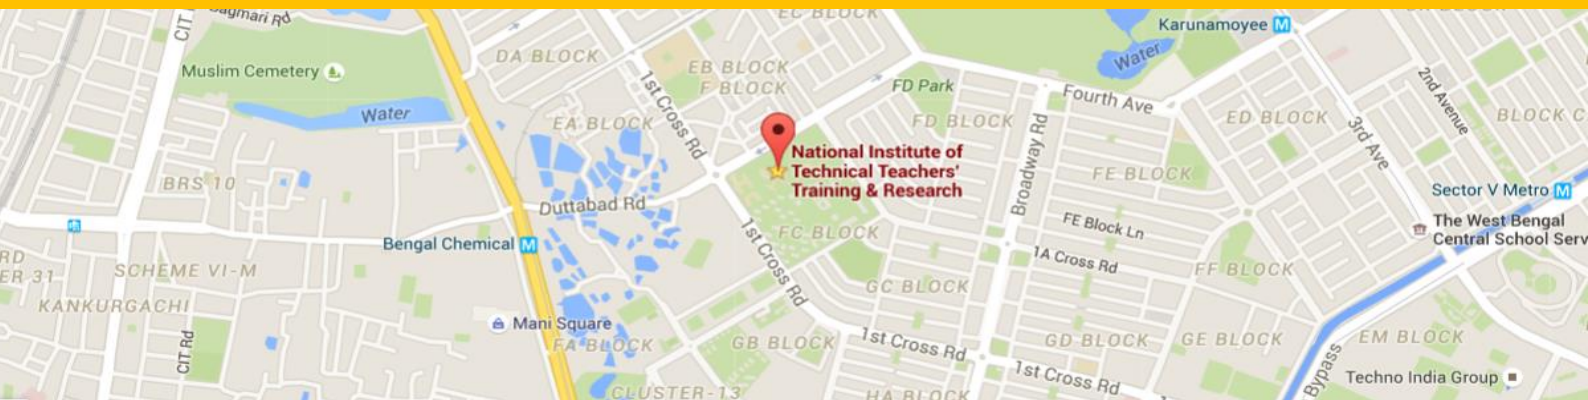 Bagmari Rd
CIT
EC BLOCK
Karunamoyee M
Water
DA BLOCK
EB BLOCK
F BLOCK
Muslim Cemetery
1st Cross Rd
FD Park
Fourth Ave
2nd Avenue
Water
EA BLOCK
FD BLOCK
ED BLOCK
BLOCK C
3rd Ave
National Institute of
Technical Teachers'
Training & Research
Broadway Rd
FE BLOCK
BRS 10
Sector V Metro M
Duttabad Rd
FE Block Ln
The West Bengal
Central School Serv
Bengal Chemical M
1st Cross Rd
FC BLOCK
1A Cross Rd
RD
ER 31
SCHEME VI-M
FF BLOCK
KANKURGACHI
GC BLOCK
Mani Square
CIT Rd
FA BLOCK
GB BLOCK
1st Cross Rd
GD BLOCK
GE BLOCK
EM BLOCK
1st Cross Rd
Bypass
Techno India Group
CLUSTER-13
HA BLOCK